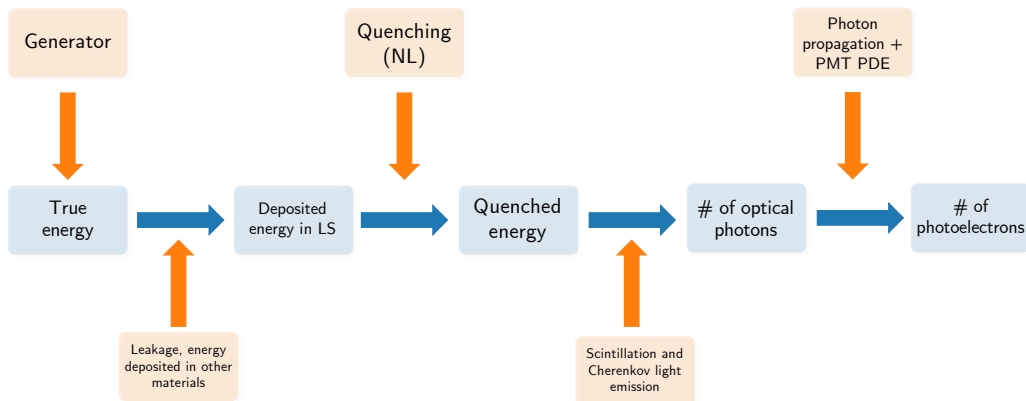 Generator
Quenching
(NL)
Photon
propagation +
PMT PDE
True
energy
Deposited
energy in LS
Quenched
energy
# of optical
photons
# of
photoelectrons
Leakage, energy
deposited in other
materials
Scintillation and
Cherenkov light
emission